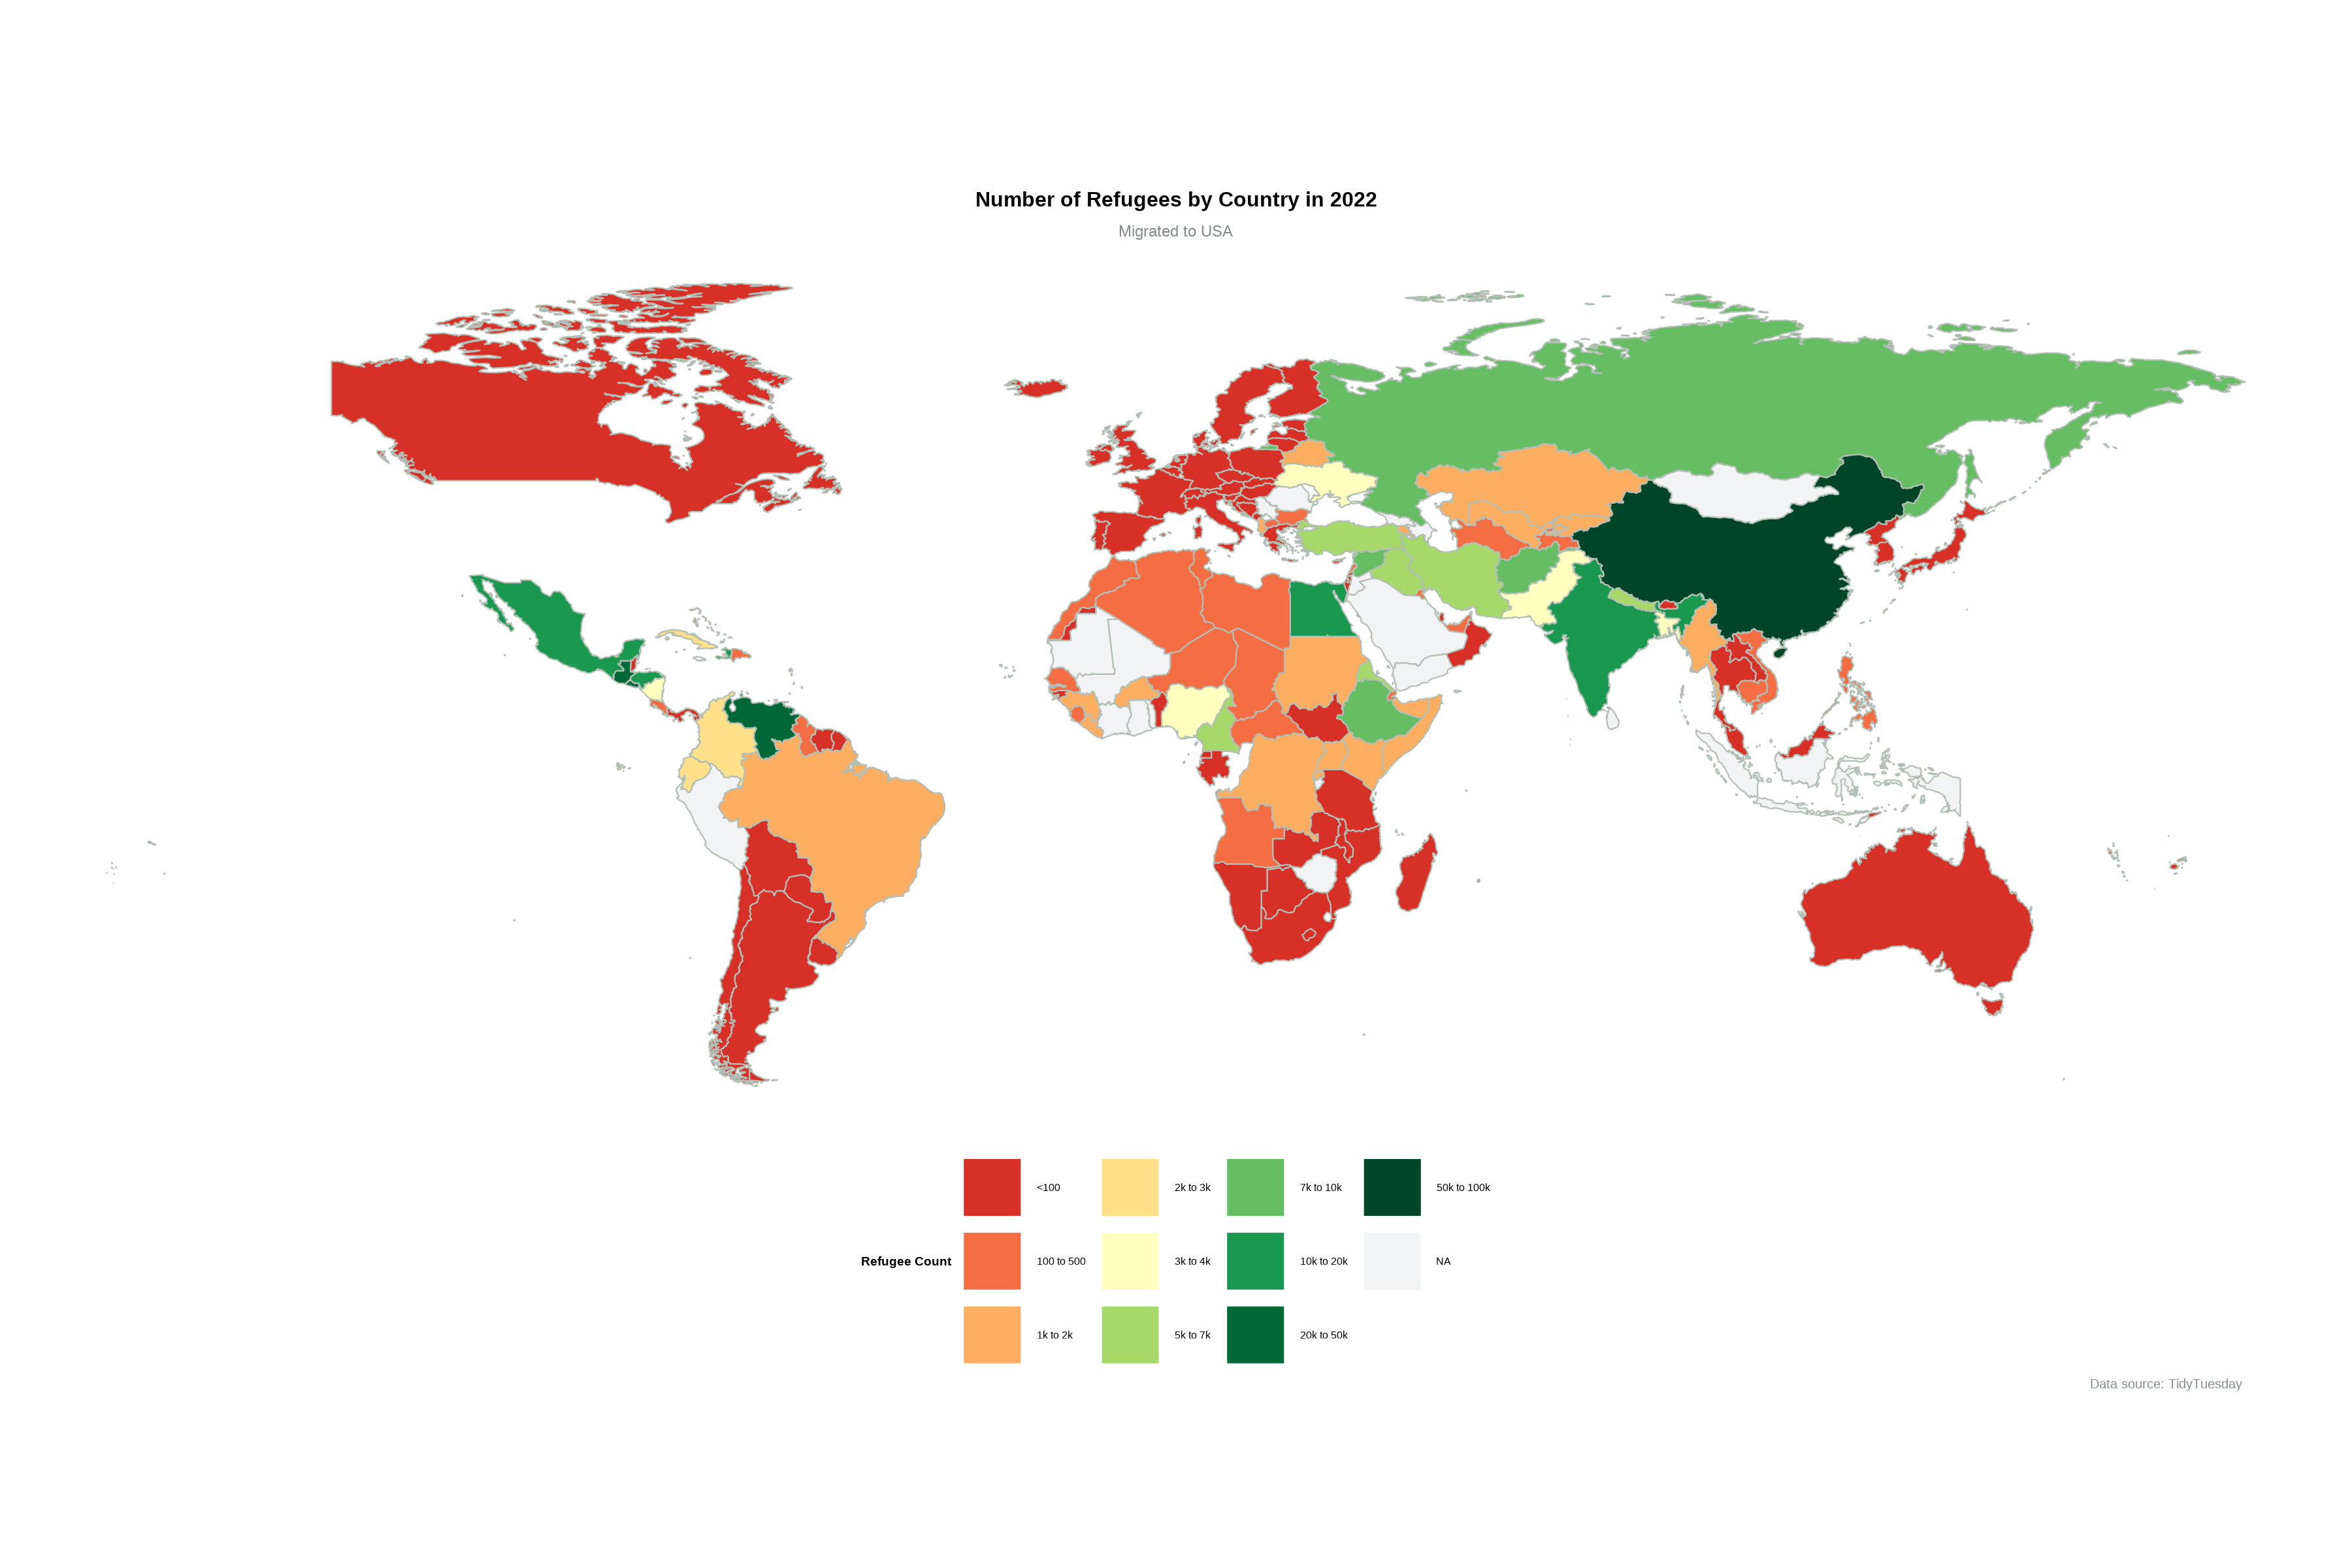 Number of Refugees by Country in 2022
Migrated to USA
Refugee Count
<100
100 to 500
1k to 2k
2k to 3k
3k to 4k
5k to 7k
7k to 10k
10k to 20k
20k to 50k
50k to 100k
NA
Data source: TidyTuesday